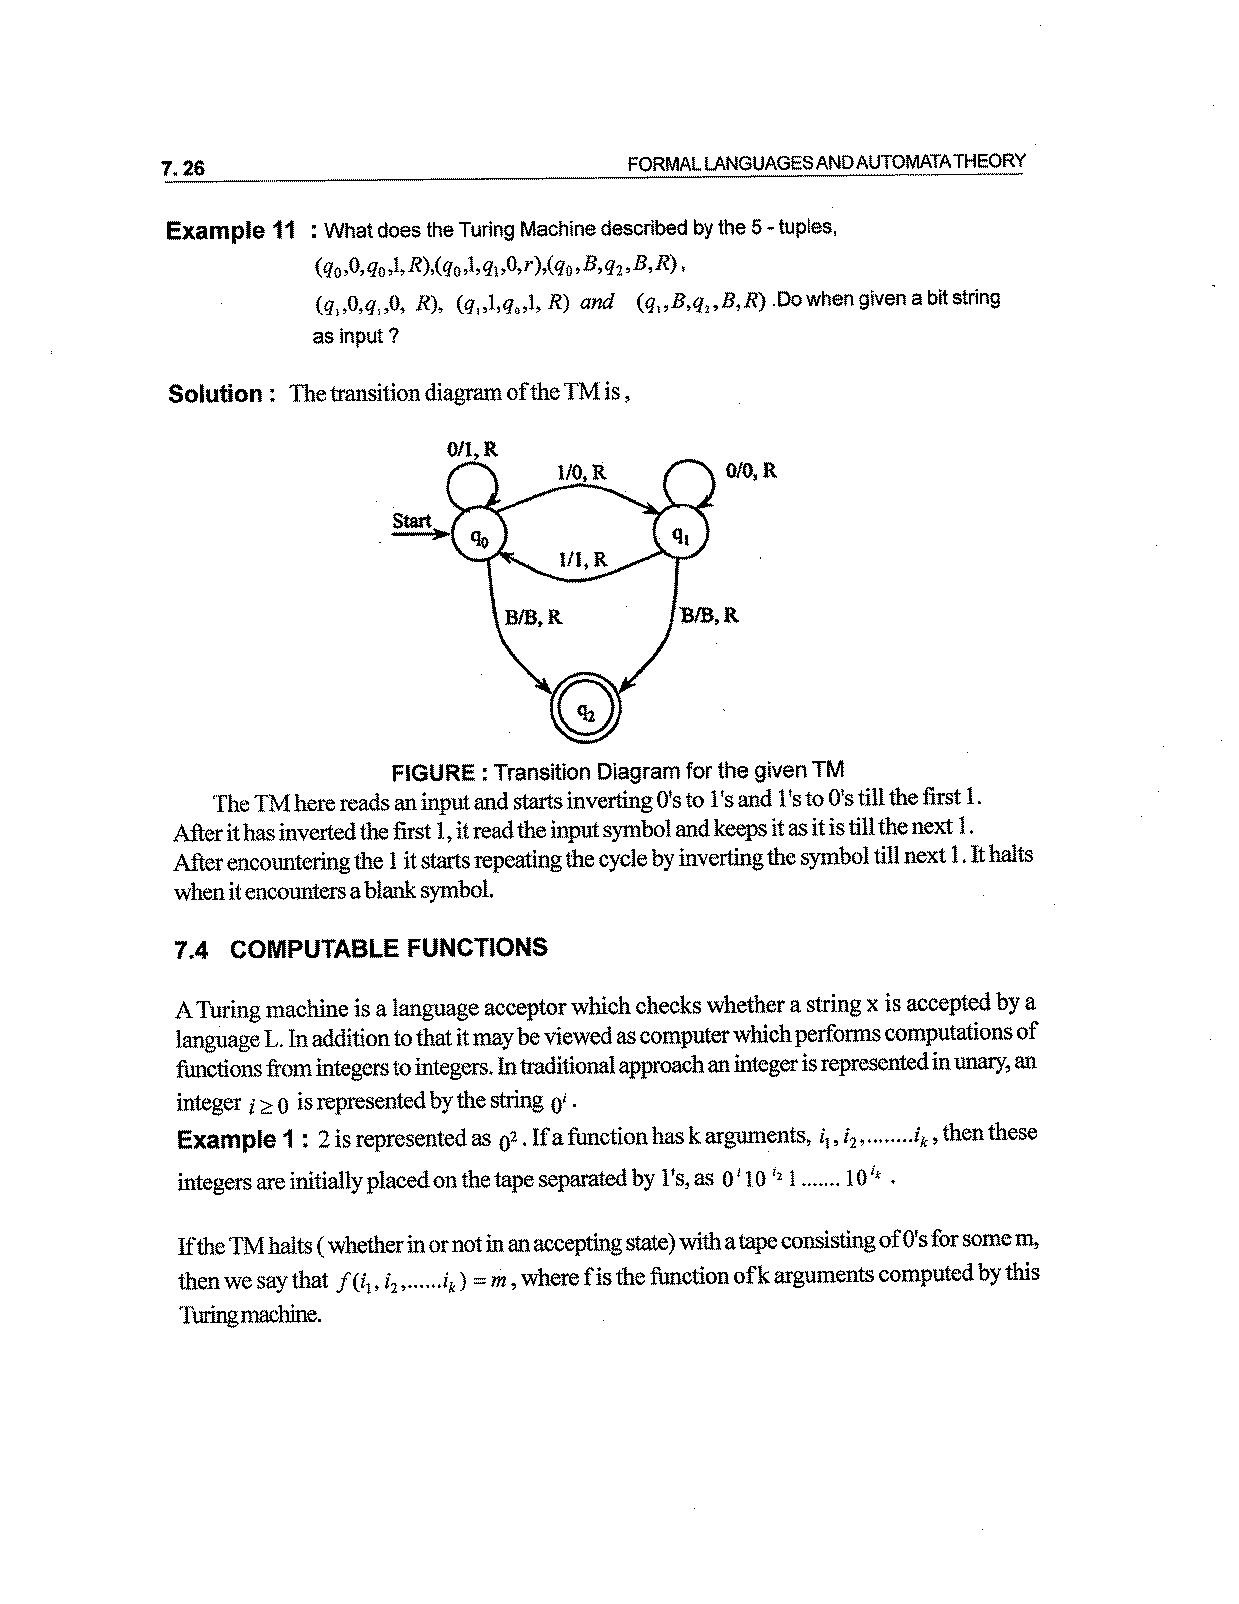 7. 26 FORMAL LANGUAGES AND AUTOMATA THEORY
Example 11 : What does the Turing Machine described by the 5 - tuples,
(q₀,0,q₀,1,R),(q₀,1,q₁,0,r),(q₀,B,q₂,B,R),
(q₁,0,q₁,0, R), (q₁,1,q₀,1, R) and (q₁,B,q₂,B,R) .Do when given a bit string
as input ?
Solution : The transition diagram of the TM is ,
0/1, R
1/0, R
0/0, R
Start
q₀
q₁
1/1, R
B/B, R
B/B, R
q₂
FIGURE : Transition Diagram for the given TM
The TM here reads an input and starts inverting 0's to 1's and 1's to 0's till the first 1.
After it has inverted the first 1, it read the input symbol and keeps it as it is till the next 1.
After encountering the 1 it starts repeating the cycle by inverting the symbol till next 1. It halts
when it encounters a blank symbol.
7.4 COMPUTABLE FUNCTIONS
A Turing machine is a language acceptor which checks whether a string x is accepted by a
language L. In addition to that it may be viewed as computer which performs computations of
functions from integers to integers. In traditional approach an integer is represented in unary, an
integer i ≥ 0 is represented by the string 0ⁱ .
Example 1 : 2 is represented as 0² . If a function has k arguments, i₁ , i₂ ,........iₖ , then these
integers are initially placed on the tape separated by 1's, as 0^i 1 0^i₂ 1 ....... 1 0^iₖ .
If the TM halts ( whether in or not in an accepting state) with a tape consisting of 0's for some m,
then we say that f (i₁, i₂,......iₖ ) = m , where f is the function of k arguments computed by this
Turing machine.